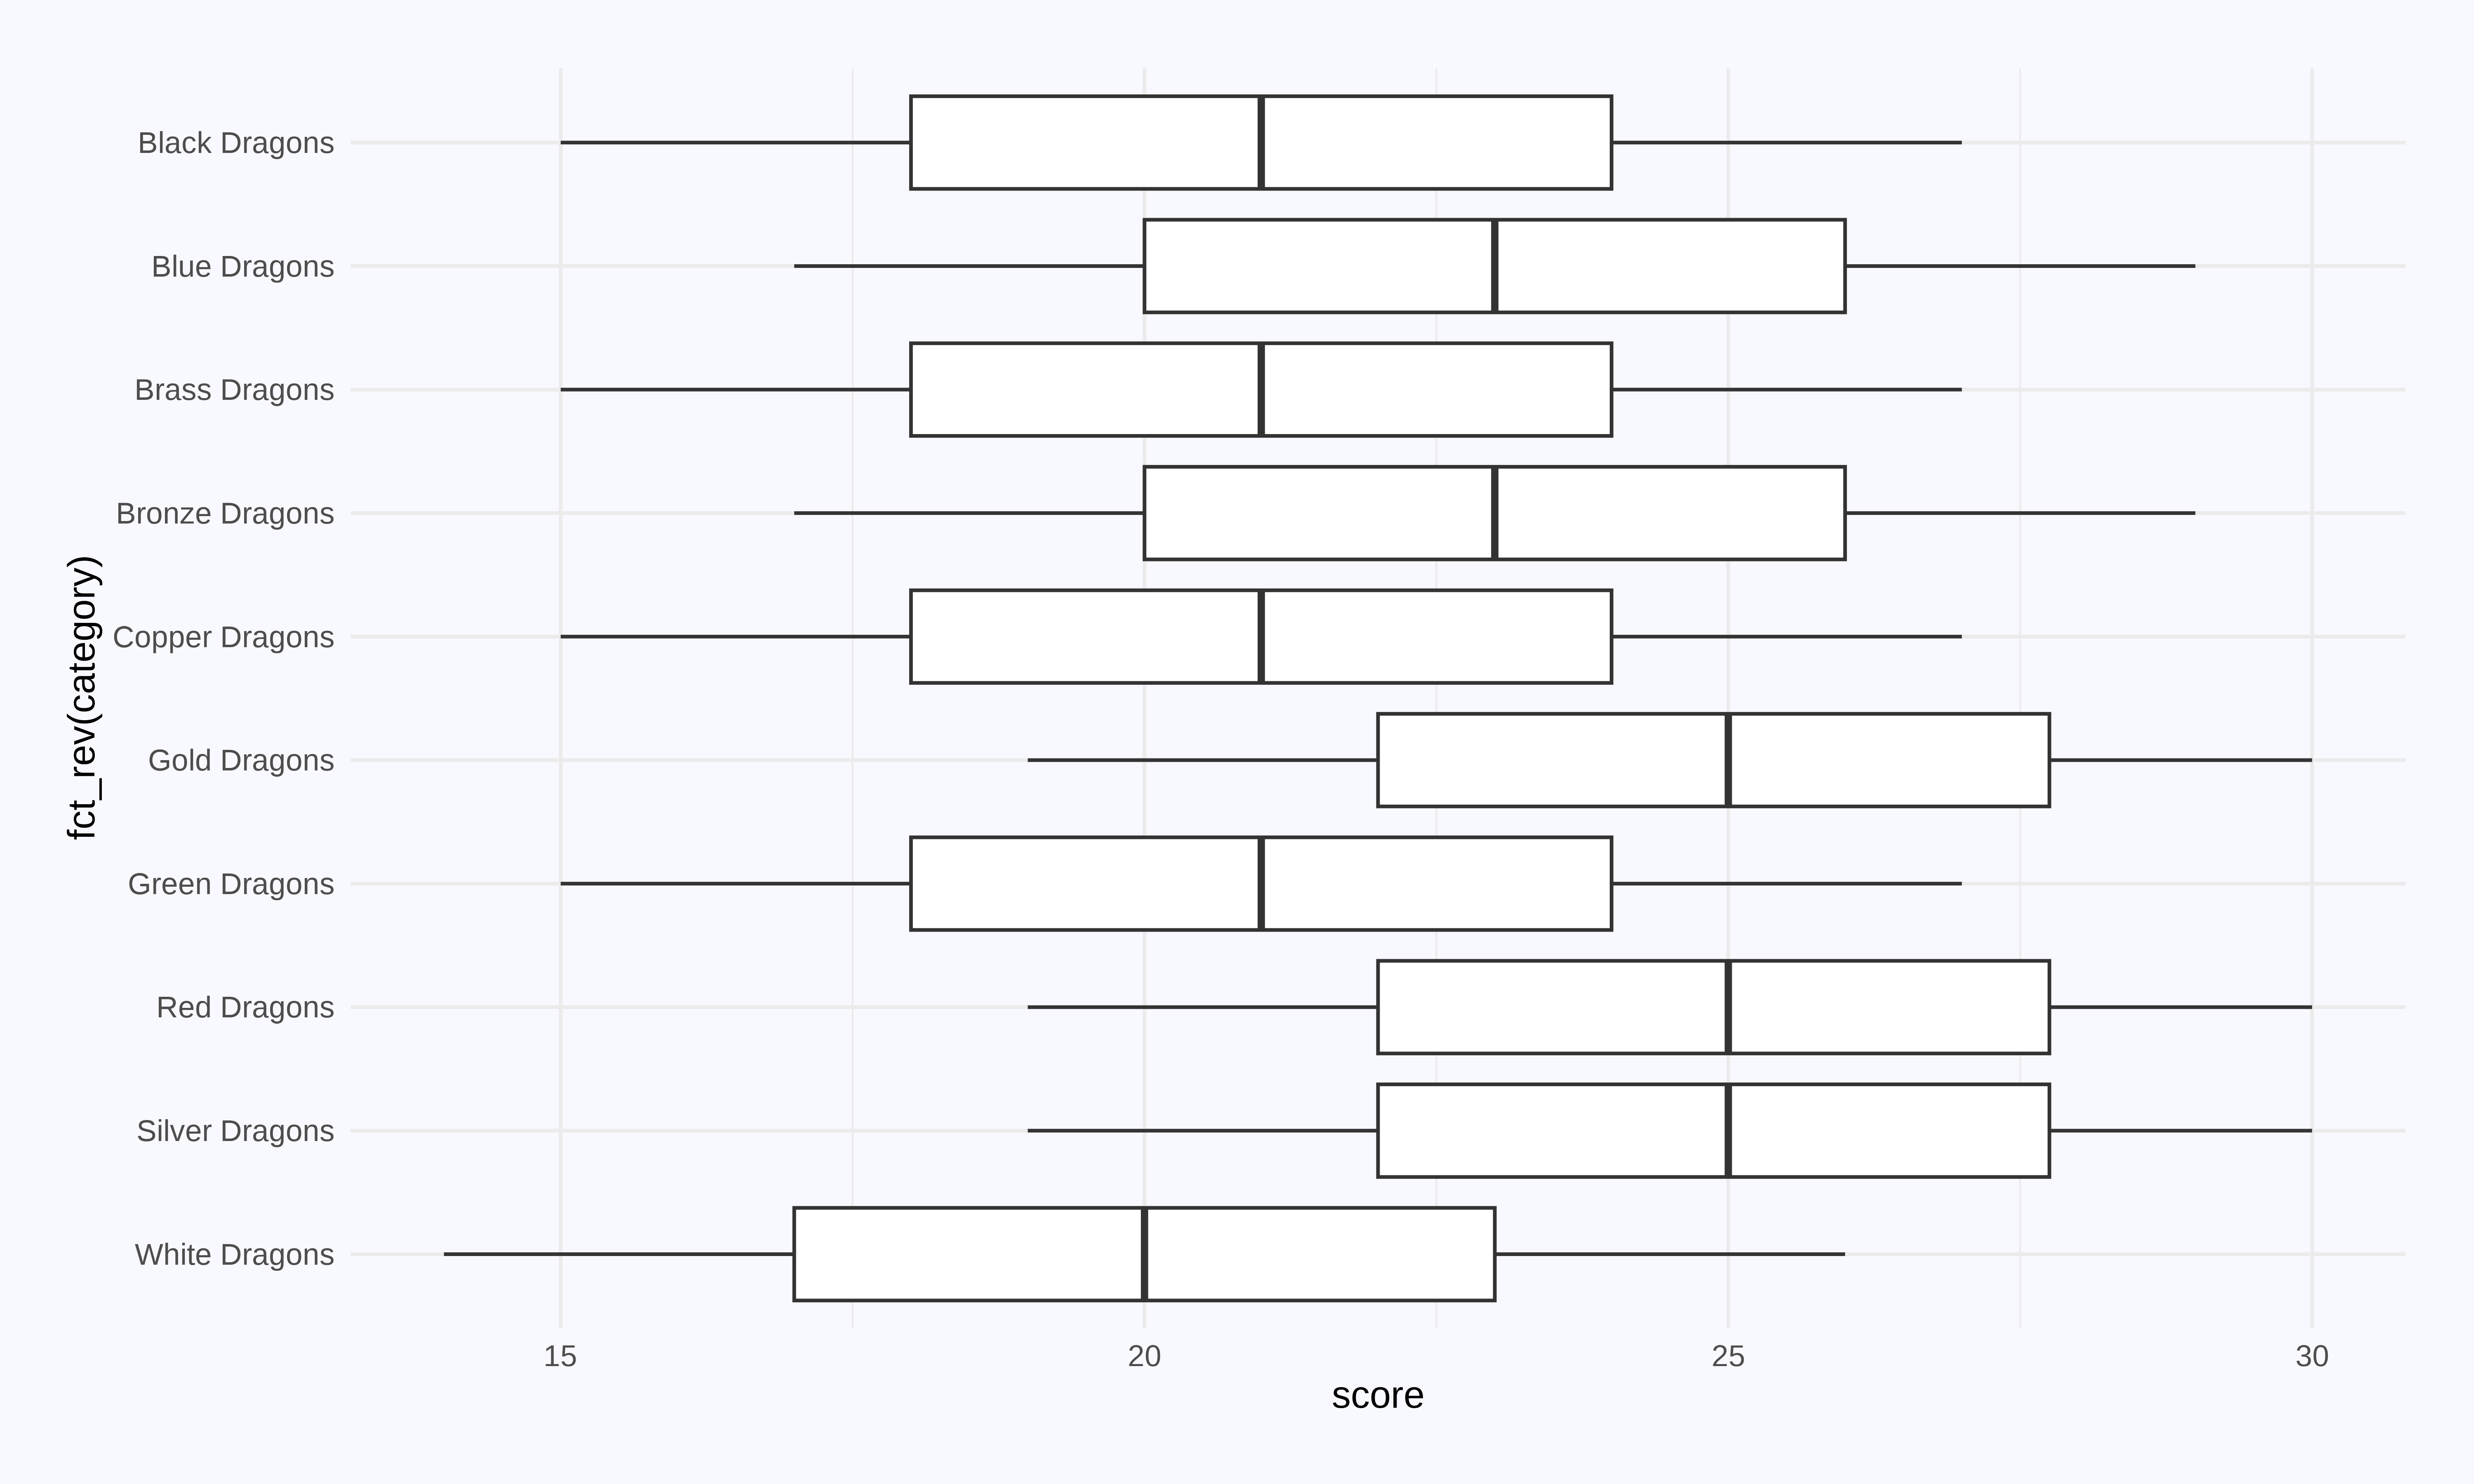 Black Dragons
Blue Dragons
Brass Dragons
Bronze Dragons
Copper Dragons
Gold Dragons
Green Dragons
Red Dragons
Silver Dragons
White Dragons
fct_rev(category)
15 20 25 30
score